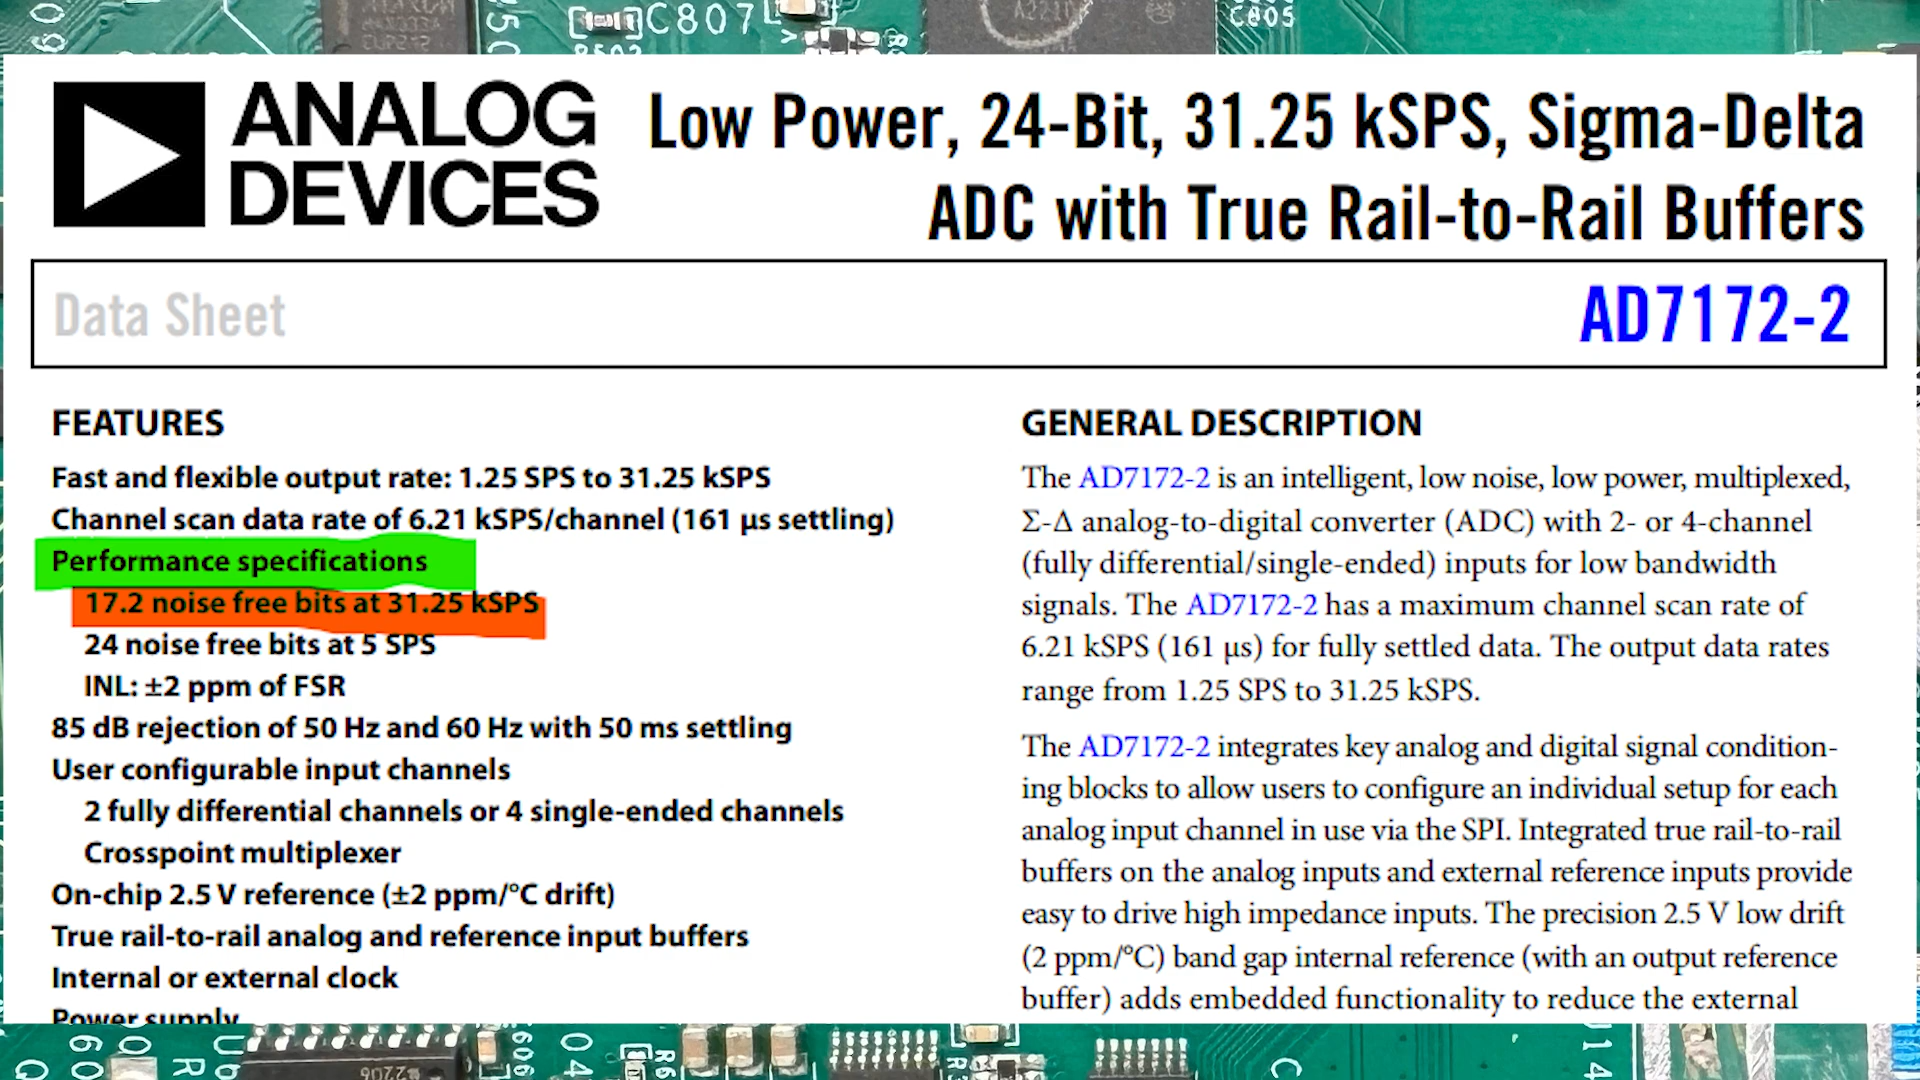 C807
C805
ANALOG
DEVICES
Low Power, 24-Bit, 31.25 kSPS, Sigma-Delta
ADC with True Rail-to-Rail Buffers
Data Sheet
AD7172-2
FEATURES
Fast and flexible output rate: 1.25 SPS to 31.25 kSPS
Channel scan data rate of 6.21 kSPS/channel (161 μs settling)
Performance specifications
17.2 noise free bits at 31.25 kSPS
24 noise free bits at 5 SPS
INL: ±2 ppm of FSR
85 dB rejection of 50 Hz and 60 Hz with 50 ms settling
User configurable input channels
2 fully differential channels or 4 single-ended channels
Crosspoint multiplexer
On-chip 2.5 V reference (±2 ppm/°C drift)
True rail-to-rail analog and reference input buffers
Internal or external clock
Power supply
GENERAL DESCRIPTION
The AD7172-2 is an intelligent, low noise, low power, multiplexed,
Σ-Δ analog-to-digital converter (ADC) with 2- or 4-channel
(fully differential/single-ended) inputs for low bandwidth
signals. The AD7172-2 has a maximum channel scan rate of
6.21 kSPS (161 μs) for fully settled data. The output data rates
range from 1.25 SPS to 31.25 kSPS.
The AD7172-2 integrates key analog and digital signal condition-
ing blocks to allow users to configure an individual setup for each
analog input channel in use via the SPI. Integrated true rail-to-rail
buffers on the analog inputs and external reference inputs provide
easy to drive high impedance inputs. The precision 2.5 V low drift
(2 ppm/°C) band gap internal reference (with an output reference
buffer) adds embedded functionality to reduce the external